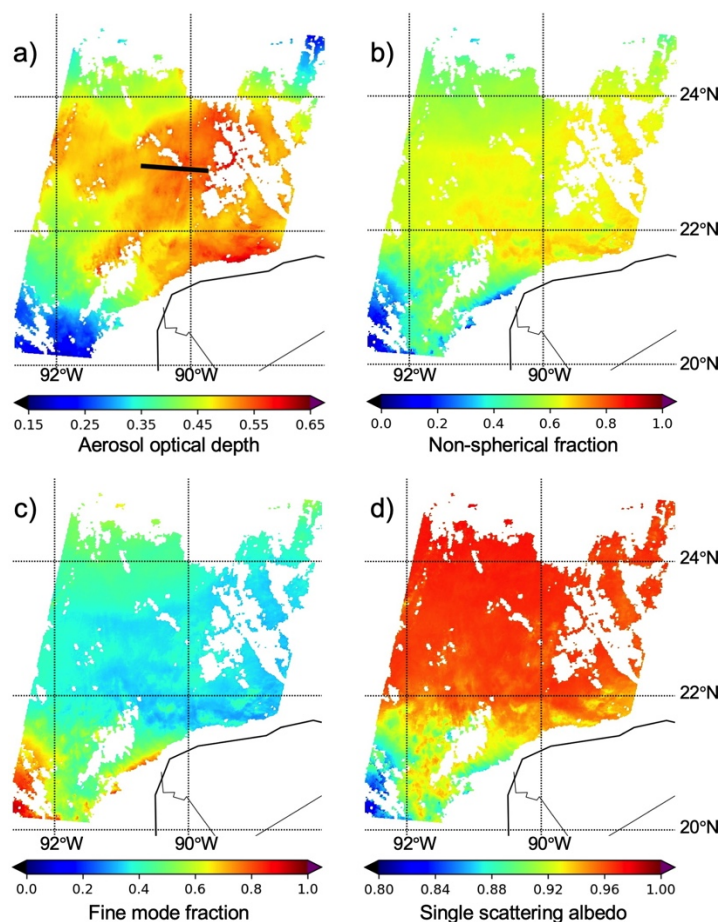 a) b)
24°N
22°N
20°N
92°W 90°W 92°W 90°W
0.15 0.25 0.35 0.45 0.55 0.65 0.0 0.2 0.4 0.6 0.8 1.0
Aerosol optical depth Non-spherical fraction
c) d)
24°N
22°N
20°N
92°W 90°W 92°W 90°W
0.0 0.2 0.4 0.6 0.8 1.0 0.80 0.84 0.88 0.92 0.96 1.00
Fine mode fraction Single scattering albedo